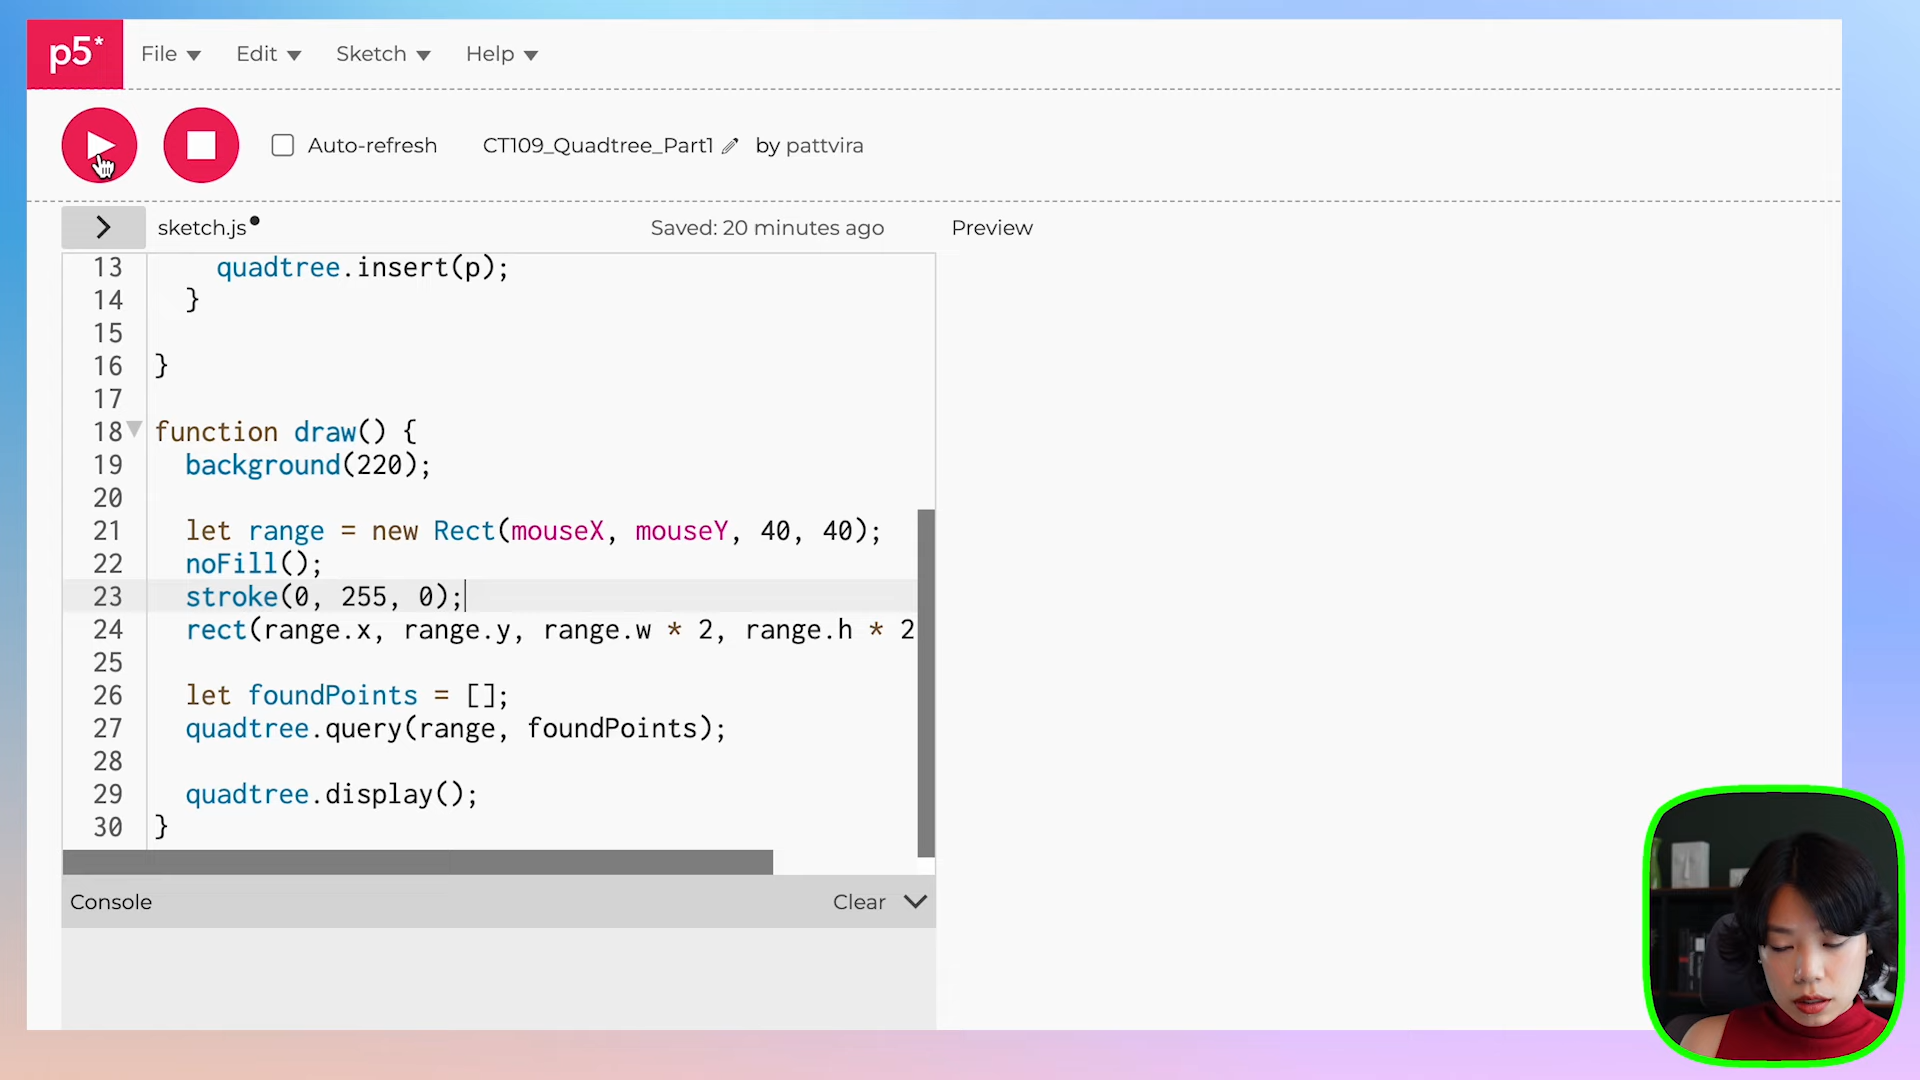 p5*
File Edit Sketch Help
Auto-refresh CT109_Quadtree_Part1 by pattvira
sketch.js Saved: 20 minutes ago Preview
13 quadtree.insert(p);
14 }
15
16 }
17
18 function draw() {
19 background(220);
20
21 let range = new Rect(mouseX, mouseY, 40, 40);
22 noFill();
23 stroke(0, 255, 0);
24 rect(range.x, range.y, range.w * 2, range.h * 2
25
26 let foundPoints = [];
27 quadtree.query(range, foundPoints);
28
29 quadtree.display();
30 }
Console Clear